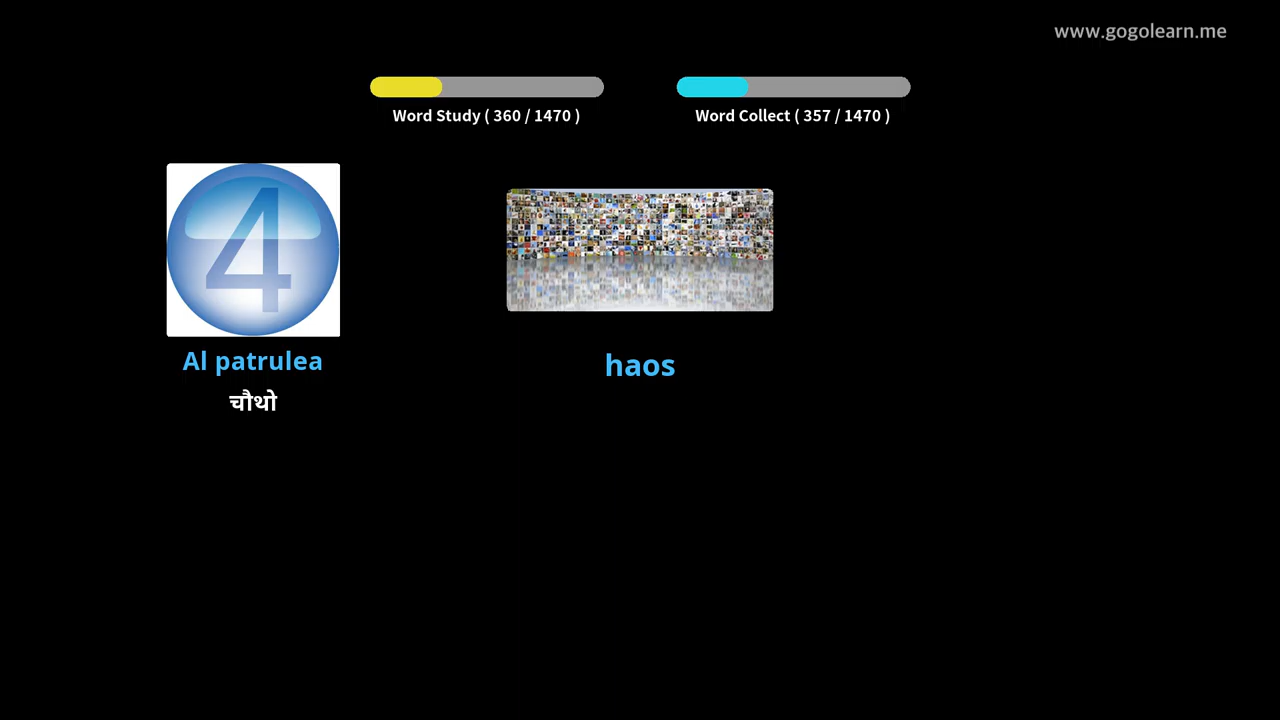 www.gogolearn.me
Word Study ( 360 / 1470 )
Word Collect ( 357 / 1470 )
4
Al patrulea
चौथो
haos